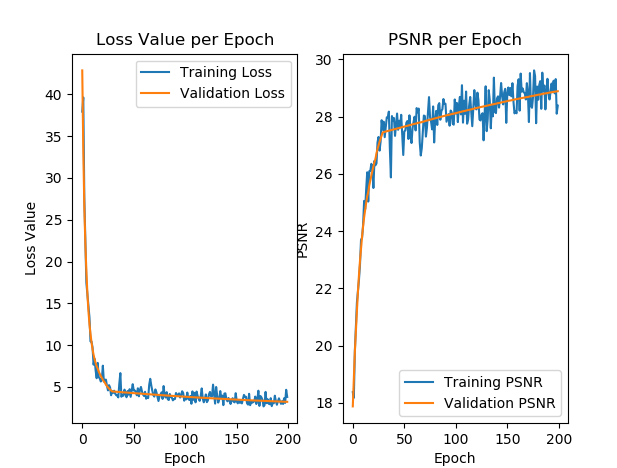 Loss Value per Epoch
Loss Value
40
35
30
25
20
15
10
5
0
50
100
150
200
Epoch
Training Loss
Validation Loss
PSNR per Epoch
PSNR
30
28
26
24
22
20
18
0
50
100
150
200
Epoch
Training PSNR
Validation PSNR